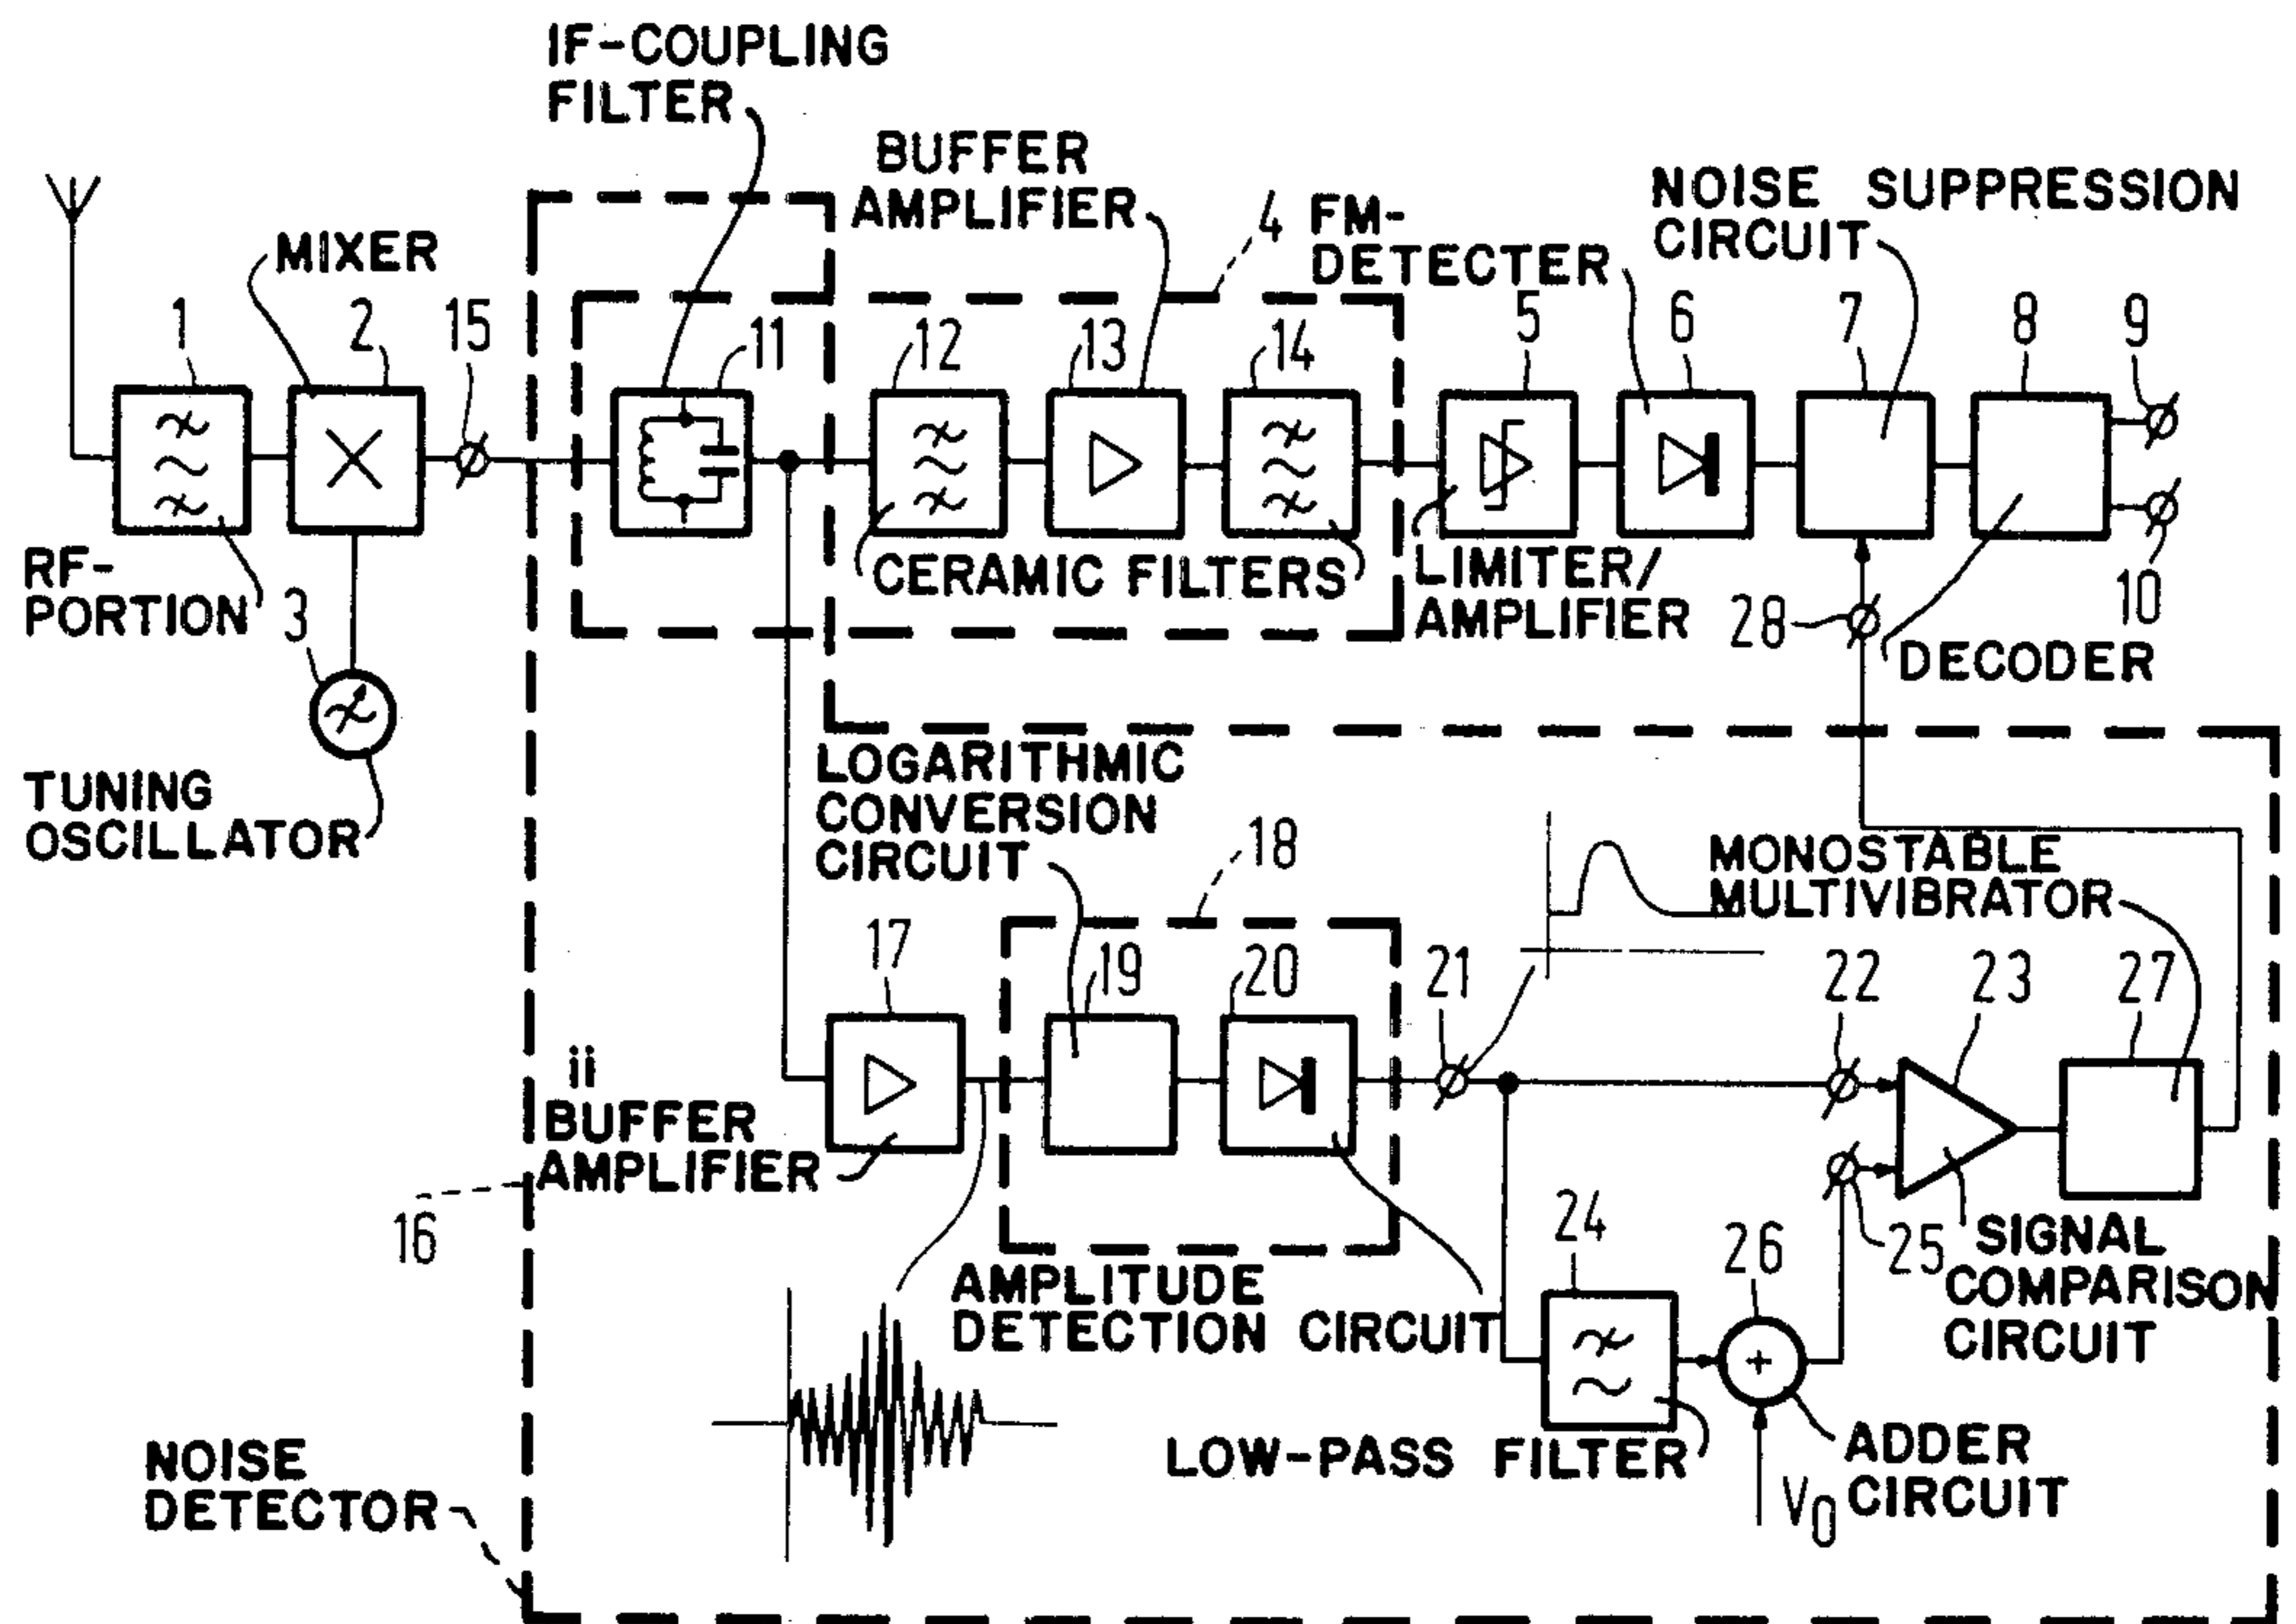 IF-COUPLING
FILTER
BUFFER
AMPLIFIER
4
FM-
DETECTER
NOISE SUPPRESSION
CIRCUIT
MIXER
1
2
15
11
12
13
14
5
6
7
8
9
10
RF-
PORTION
3
CERAMIC FILTERS
LIMITER/
AMPLIFIER
28
DECODER
TUNING
OSCILLATOR
LOGARITHMIC
CONVERSION
CIRCUIT
18
MONOSTABLE
MULTIVIBRATOR
17
19
20
21
22
23
27
ii
BUFFER
AMPLIFIER
16
24
26
25
SIGNAL
COMPARISON
CIRCUIT
AMPLITUDE
DETECTION CIRCUIT
+
LOW-PASS FILTER
ADDER
CIRCUIT
V0
NOISE
DETECTOR